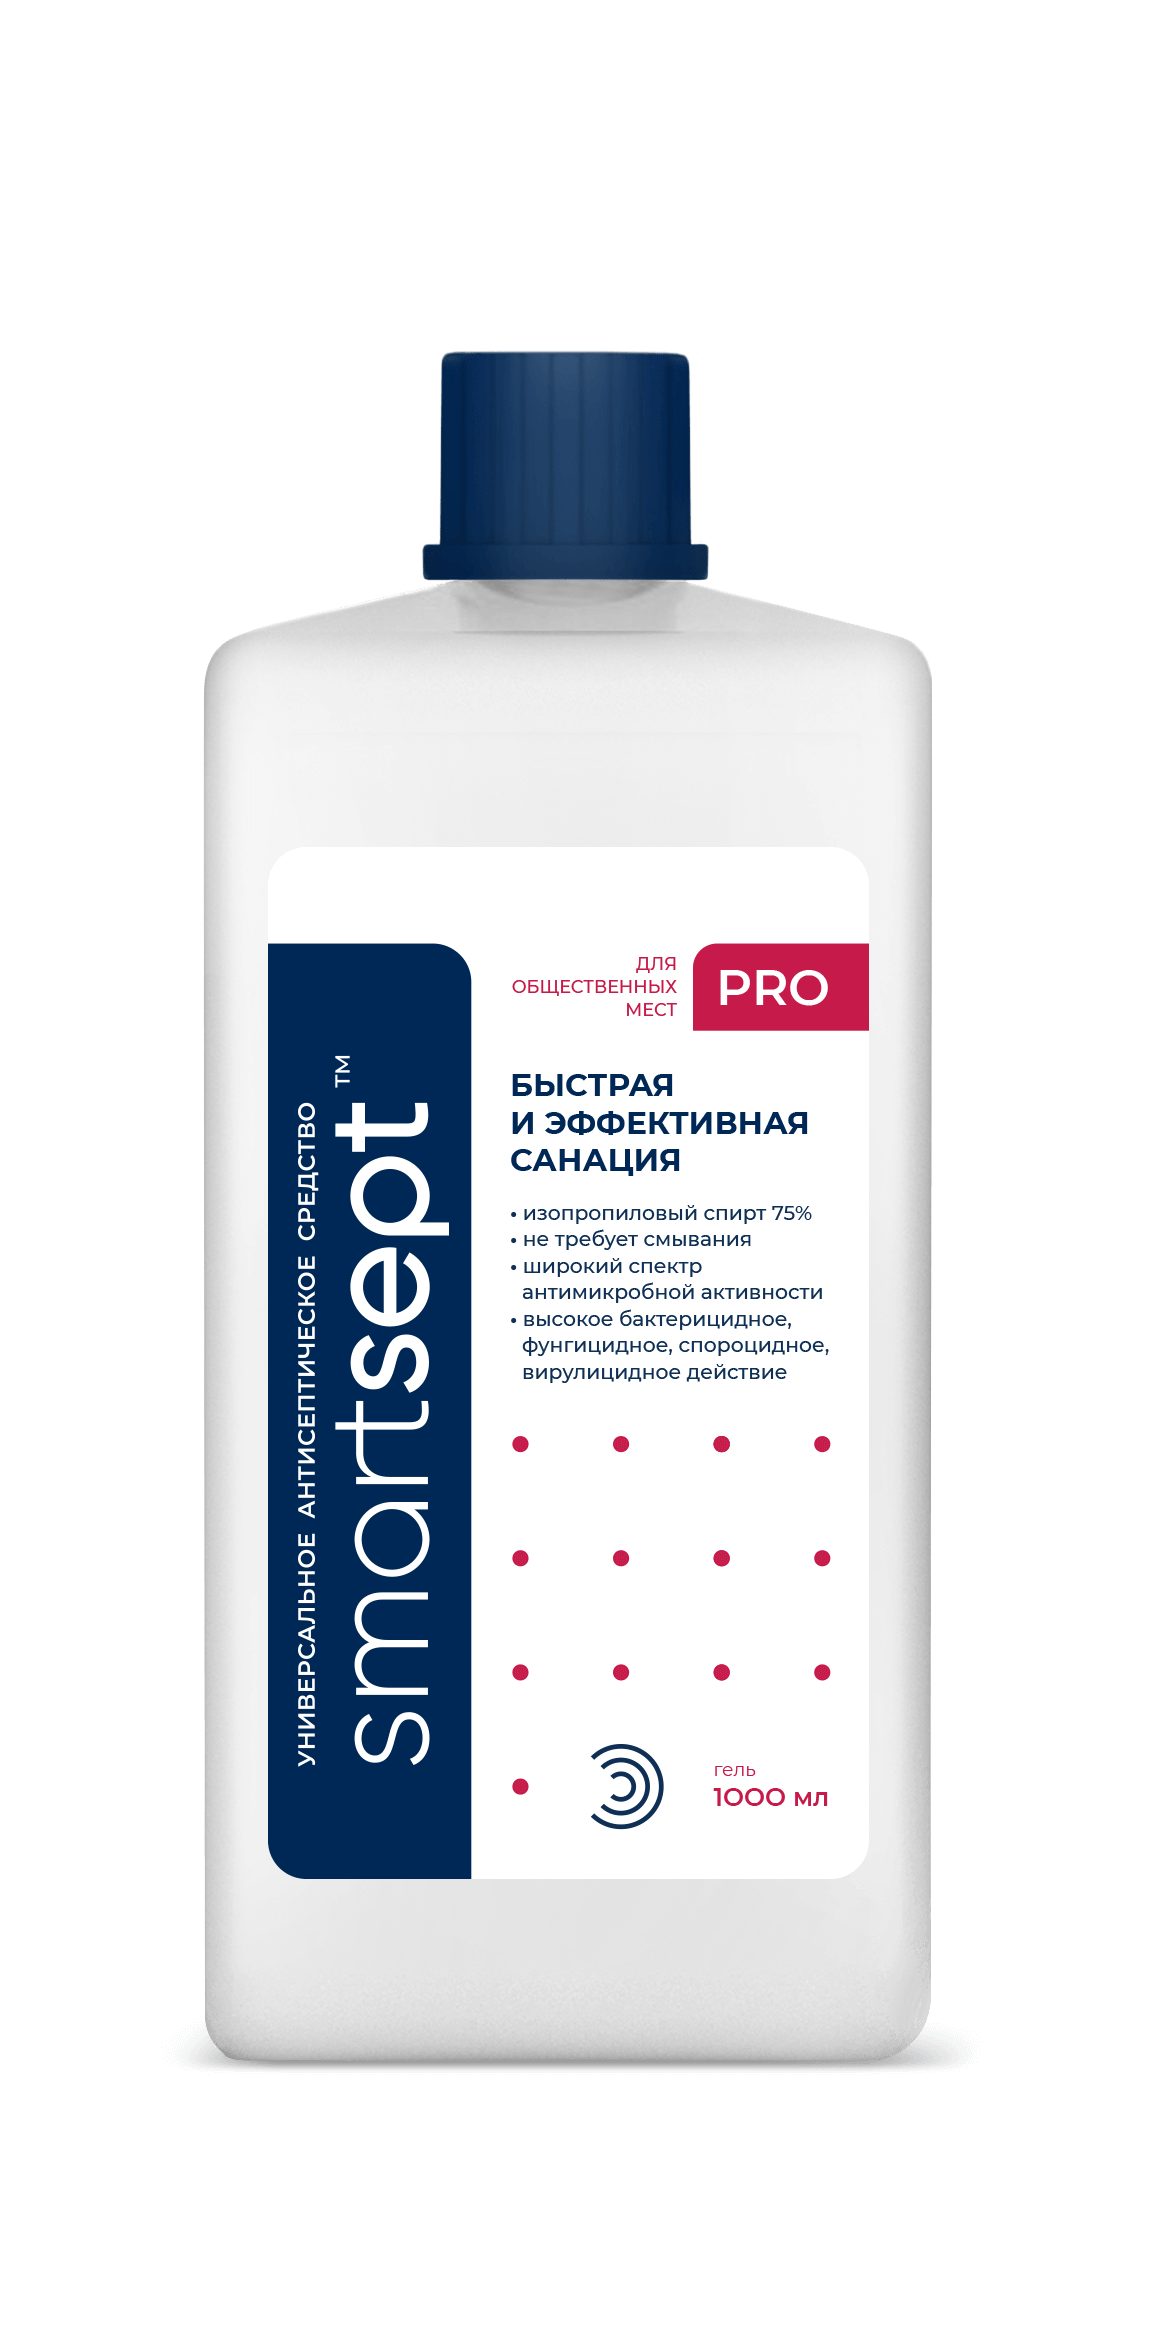 УНИВЕРСАЛЬНОЕ АНТИСЕПТИЧЕСКОЕ СРЕДСТВО
smartsept™
ДЛЯ
ОБЩЕСТВЕННЫХ
МЕСТ
PRO
БЫСТРАЯ
И ЭФФЕКТИВНАЯ
САНАЦИЯ
• изопропиловый спирт 75%
• не требует смывания
• широкий спектр
антимикробной активности
• высокое бактерицидное,
фунгицидное, спороцидное,
вирулицидное действие
гель
1000 мл